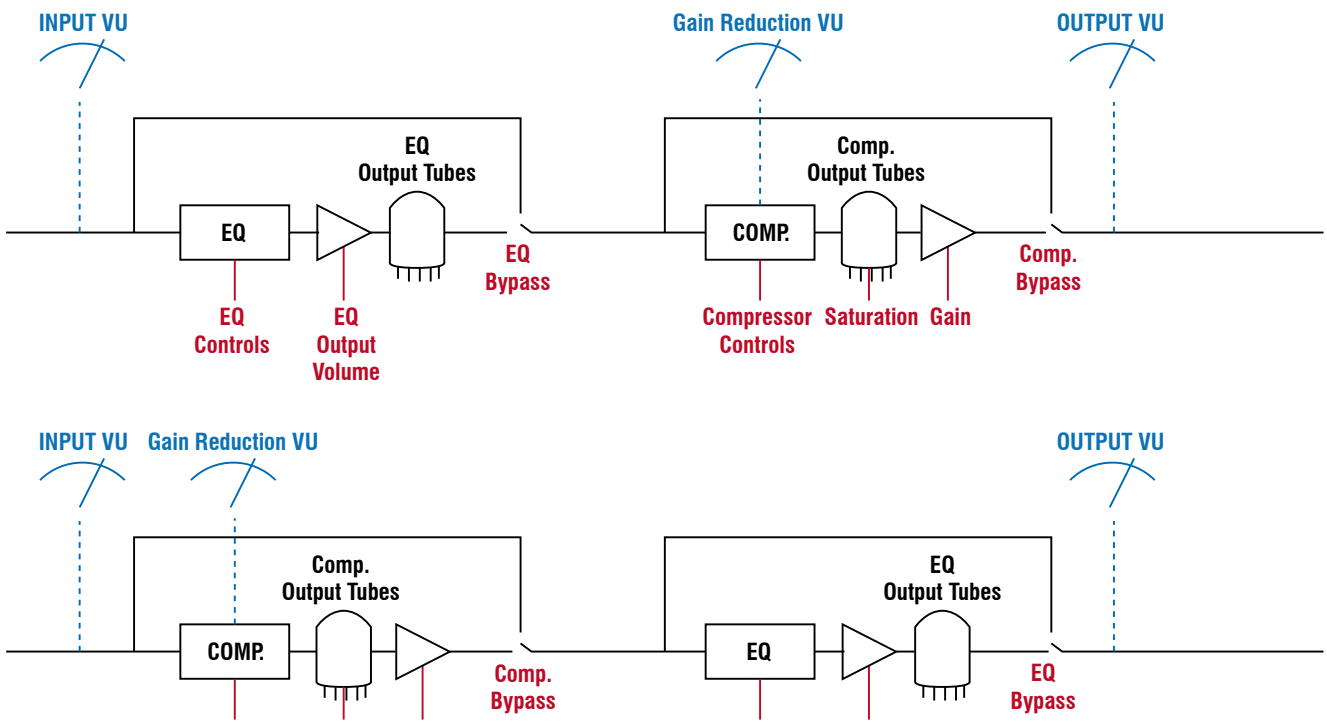 INPUT VU
Gain Reduction VU
OUTPUT VU
EQ
Output Tubes
Comp.
Output Tubes
EQ
COMP.
EQ
Bypass
Comp.
Bypass
EQ
Controls
EQ
Output
Volume
Compressor
Controls
Saturation
Gain
INPUT VU
Gain Reduction VU
OUTPUT VU
Comp.
Output Tubes
EQ
Output Tubes
COMP.
EQ
Comp.
Bypass
EQ
Bypass